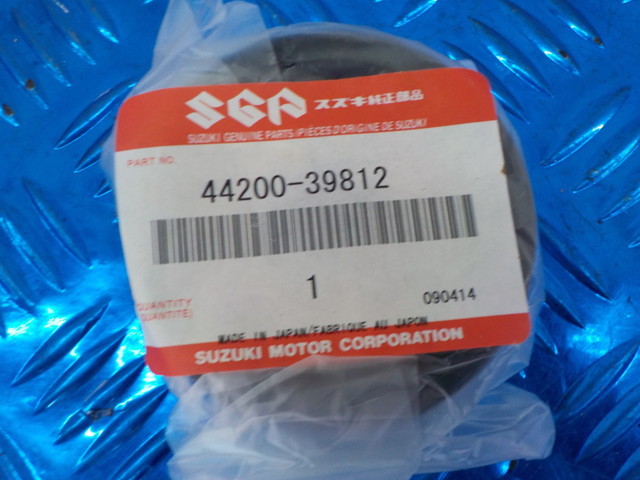 SGP スズキ純正部品
SUZUKI GENUINE PARTS/PIÈCES D'ORIGINE DE SUZUKI
PART NO.
44200-39812
1
QUANTITY
(QUANTITÉ)
090414
MADE IN JAPAN/FABRIQUE AU JAPON
SUZUKI MOTOR CORPORATION